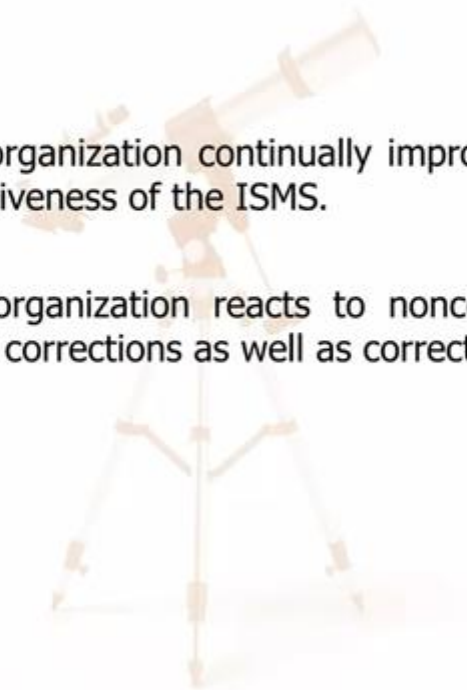 organization continually impro
iveness of the ISMS.
organization reacts to nonc
corrections as well as correct